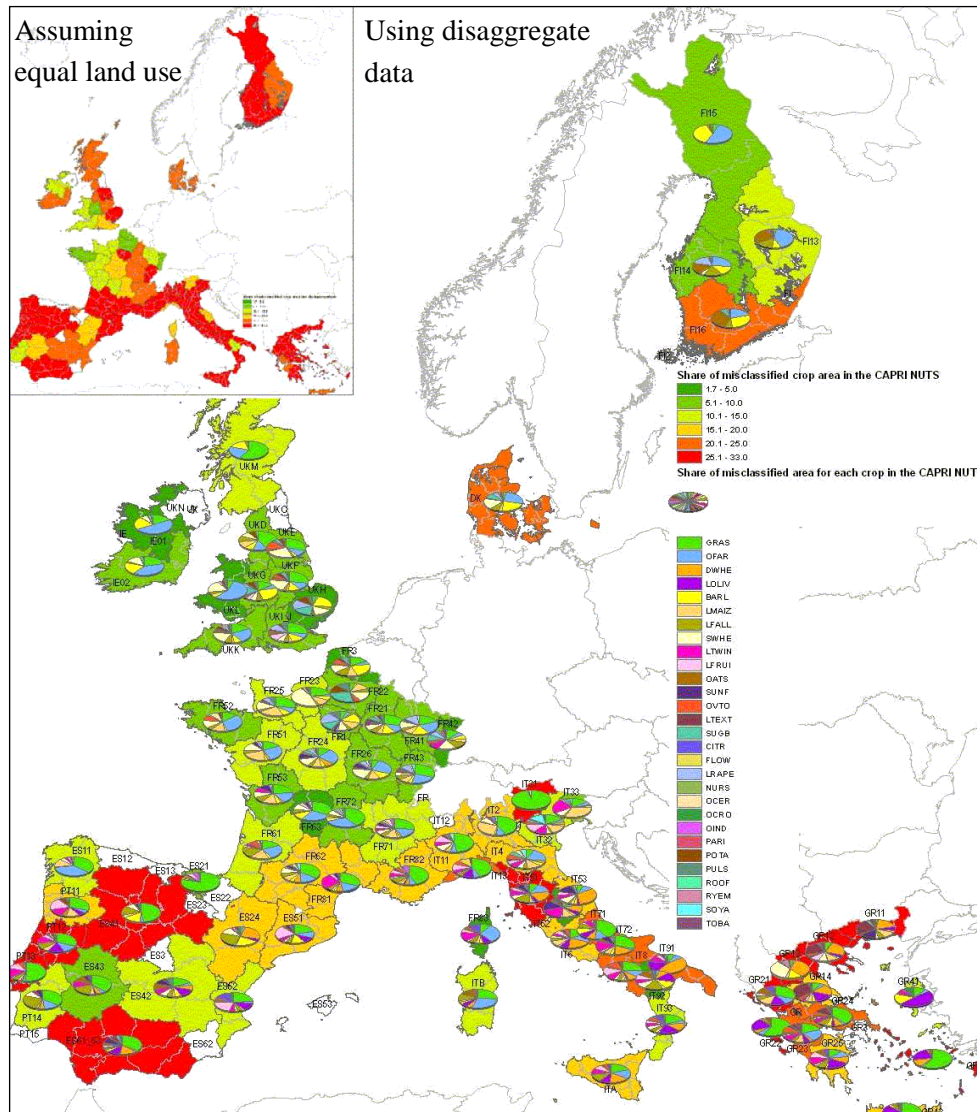 Assuming
equal land use
Using disaggregate
data
FI15
FI13
FI14
FI16
Share of misclassified crop area in the CAPRI NUTS
1.7 - 5.0
5.1 - 10.0
10.1 - 15.0
15.1 - 20.0
20.1 - 25.0
25.1 - 33.0
Share of misclassified area for each crop in the CAPRI NUT
GRAS
OFAR
DWHE
LOLIV
BARL
LMAIZ
LFALL
SWHE
LTWIN
LFRUI
OATS
SUNF
OVTO
LTEXT
SUGB
CITR
FLOW
LRAPE
NURS
OCER
OCRO
OIND
PARI
POTA
PULS
ROOF
RYEM
SOYA
TOBA
DK
UKM
UKN
UKC
UKD
UKE
IE
IE01
IE02
UKG
UKF
UKH
UKL
UKK
UKJ
FR3
FR23
FR22
FR25
FR21
FR52
FR42
FR41
FR51
FR24
FR26
FR43
FR53
FR72
FR63
FR
FR71
FR61
FR62
FR82
FR81
FR83
IT2
IT33
IT32
IT12
IT11
IT4
IT13
IT53
IT71
IT72
IT6
IT8
IT91
IT92
IT93
ITA
ITB
ES11
ES12
ES13
ES21
ES22
ES23
ES24
ES51
ES3
ES43
ES42
ES52
ES53
ES62
PT11
PT14
PT15
GR11
GR14
GR21
GR24
GR
GR3
GR22
GR23
GR25
GR41